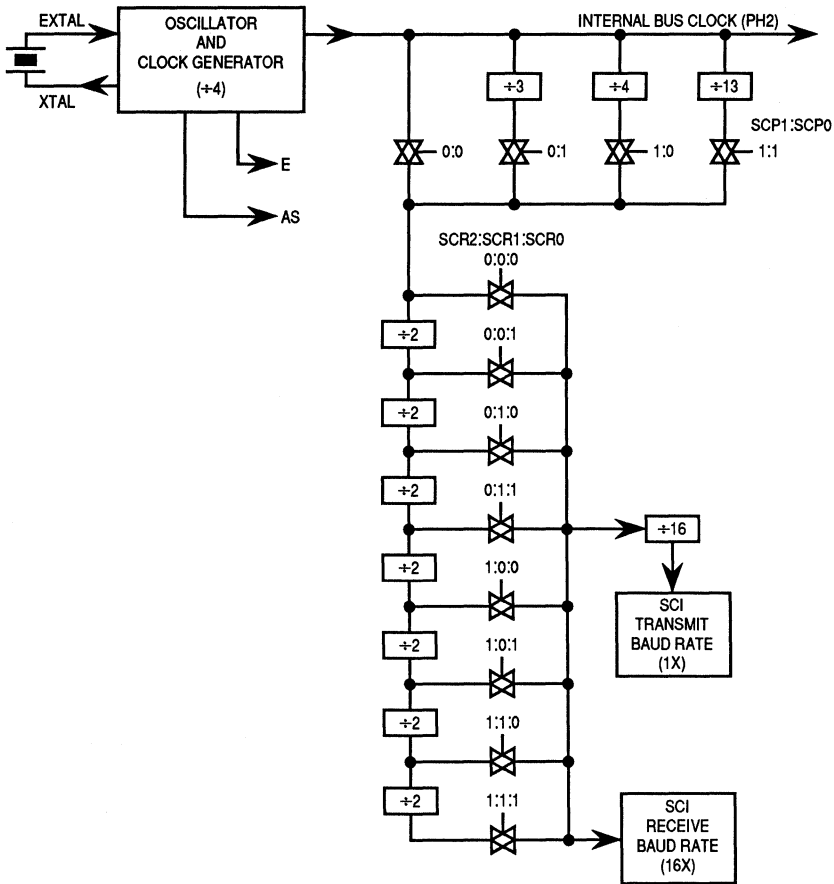 EXTAL
XTAL
OSCILLATOR
AND
CLOCK GENERATOR
(÷4)
E
AS
INTERNAL BUS CLOCK (PH2)
÷3
÷4
÷13
SCP1:SCP0
0:0
0:1
1:0
1:1
SCR2:SCR1:SCR0
0:0:0
÷2
0:0:1
÷2
0:1:0
÷2
0:1:1
÷16
÷2
1:0:0
SCI
TRANSMIT
BAUD RATE
(1X)
÷2
1:0:1
÷2
1:1:0
÷2
1:1:1
SCI
RECEIVE
BAUD RATE
(16X)